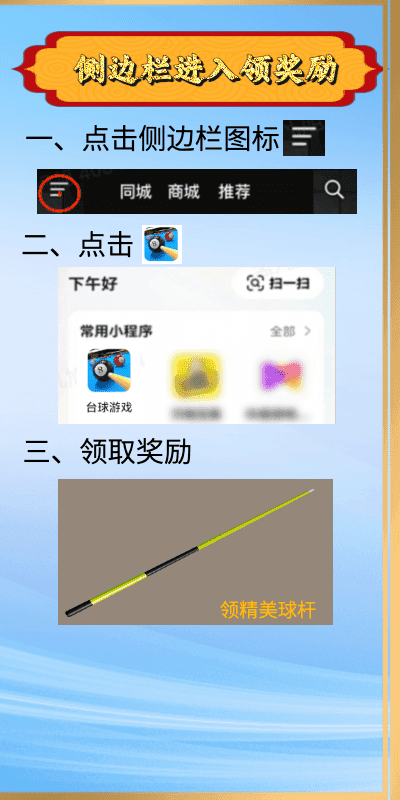 侧边栏进入领奖励
一、点击侧边栏图标
同城 商城 推荐
二、点击
下午好 扫一扫
常用小程序 全部 >
台球游戏
三、领取奖励
领精美球杆